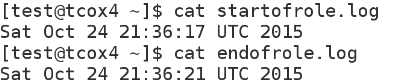 [test@tcox4 ~]$ cat startofrole.log
Sat Oct 24 21:36:17 UTC 2015
[test@tcox4 ~]$ cat endofrole.log
Sat Oct 24 21:36:21 UTC 2015